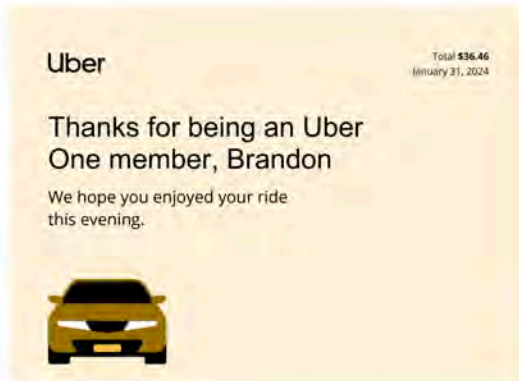 Uber
Total $36.46
January 31, 2024
Thanks for being an Uber
One member, Brandon
We hope you enjoyed your ride
this evening.